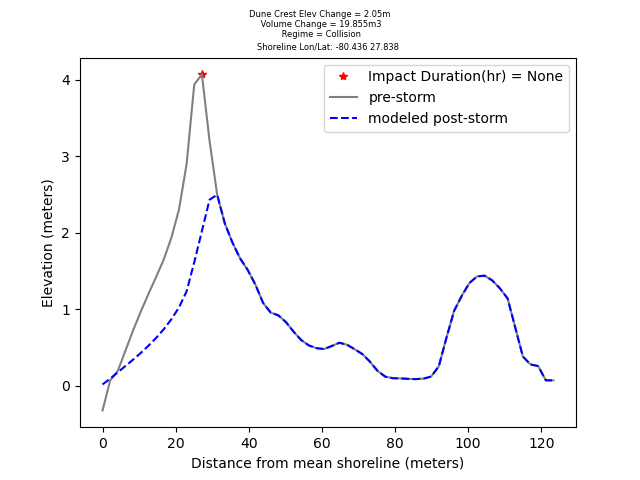 Dune Crest Elev Change = 2.05m
Volume Change = 19.855m3
Regime = Collision
Shoreline Lon/Lat: -80.436 27.838
Impact Duration(hr) = None
pre-storm
modeled post-storm
Elevation (meters)
4
3
2
1
0
0 20 40 60 80 100 120
Distance from mean shoreline (meters)